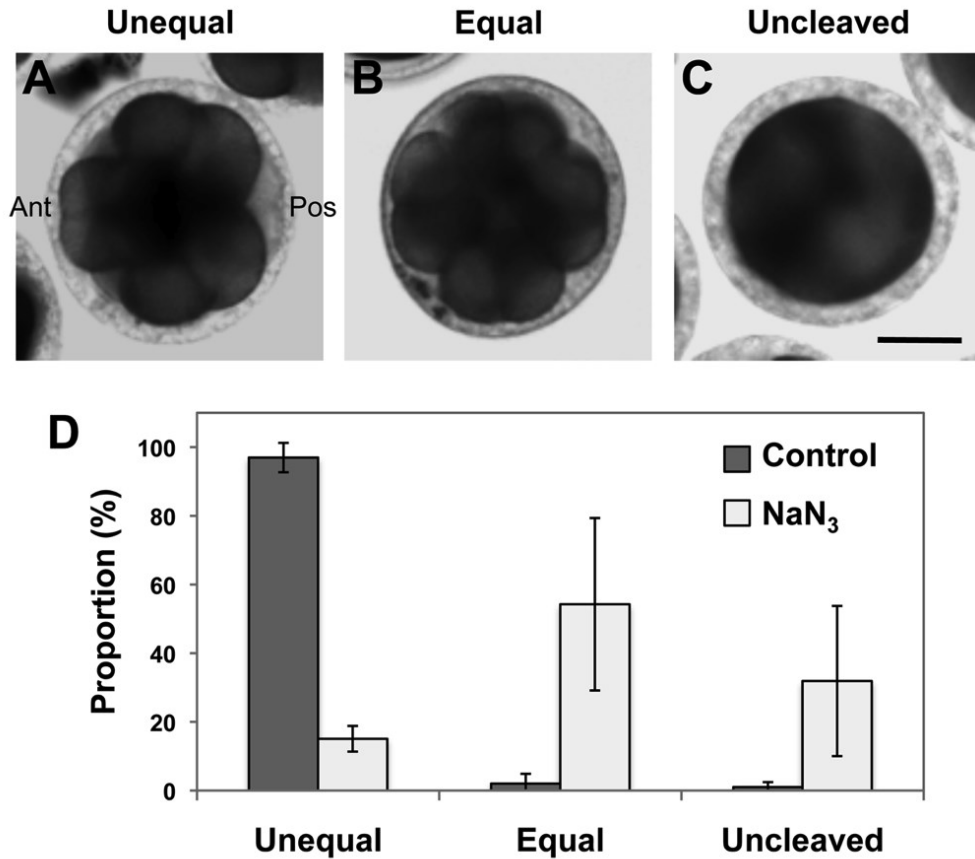 Unequal Equal Uncleaved
A B C
Ant Pos
D
Control
NaN₃
Proportion (%)
100
80
60
40
20
0
Unequal Equal Uncleaved